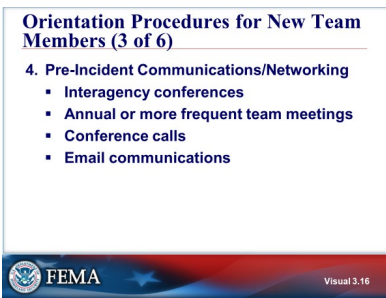 Orientation Procedures for New Team
Members (3 of 6)
4. Pre-Incident Communications/Networking
▪ Interagency conferences
▪ Annual or more frequent team meetings
▪ Conference calls
▪ Email communications
FEMA
Visual 3.16